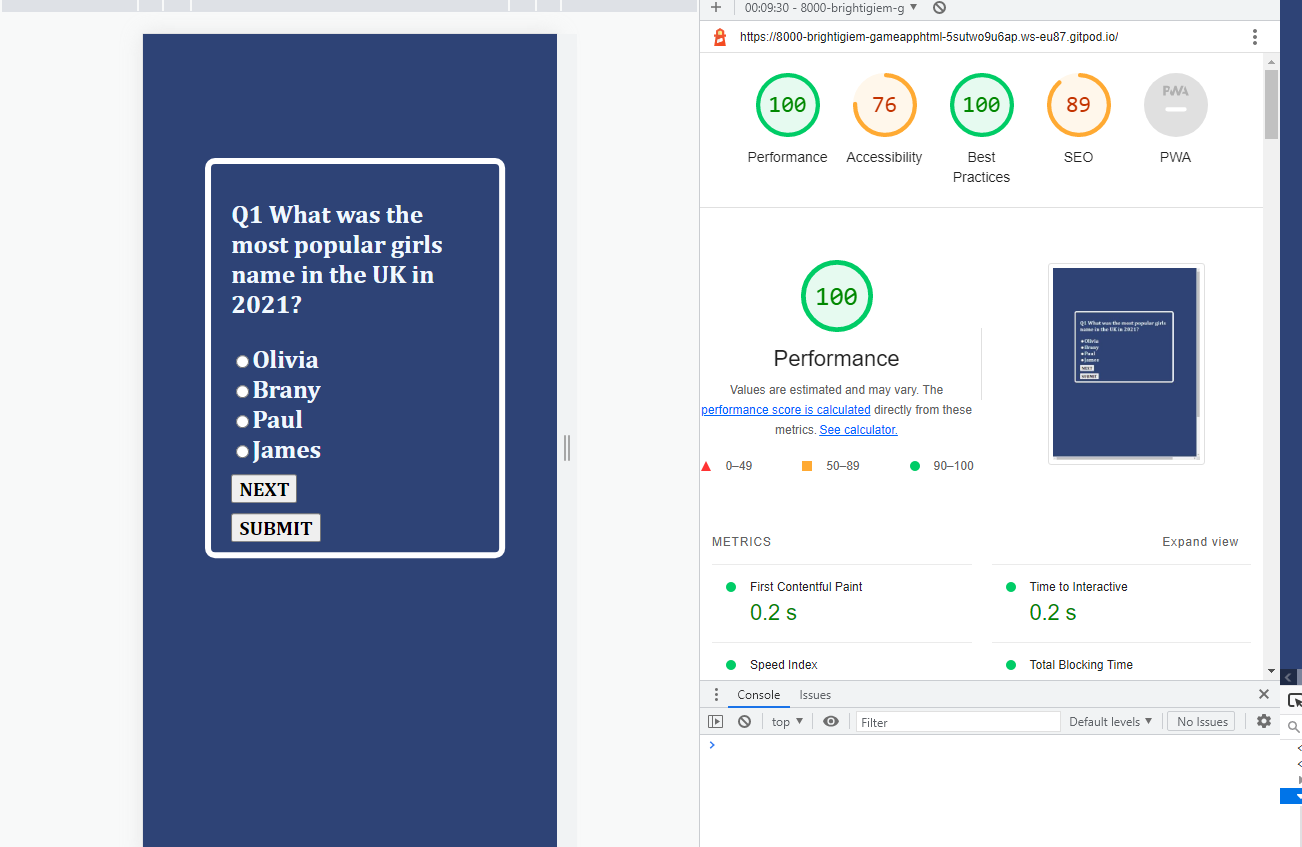 Q1 What was the
most popular girls
name in the UK in
2021?
Olivia
Brany
Paul
James
NEXT
SUBMIT
00:09:30 - 8000-brightigiem-g
https://8000-brightigiem-gameapphtml-5sutwo9u6ap.ws-eu87.gitpod.io/
100 76 100 89 PWA
Performance Accessibility Best Practices SEO PWA
100
Performance
Values are estimated and may vary. The
performance score is calculated directly from these
metrics. See calculator.
0–49 50–89 90–100
Q1 What was the most popular girls
name in the UK in 2021?
Olivia
Brany
Paul
James
NEXT
SUBMIT
METRICS Expand view
First Contentful Paint Time to Interactive
0.2 s 0.2 s
Speed Index Total Blocking Time
Console Issues
top Filter Default levels No Issues